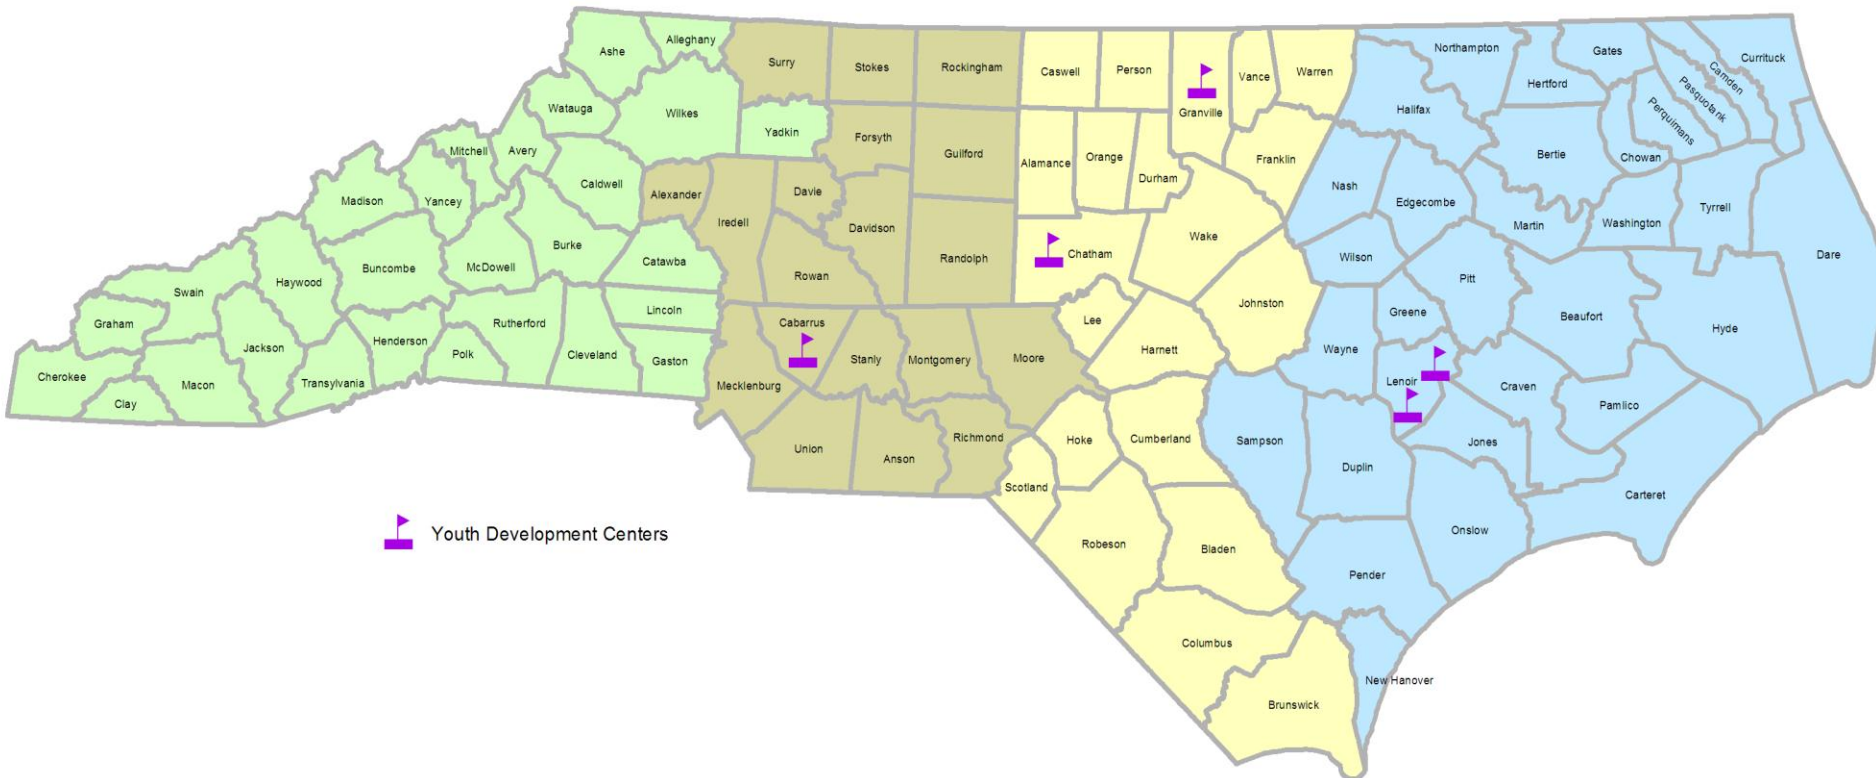 Ashe
Alleghany
Surry
Stokes
Rockingham
Caswell
Person
Granville
Vance
Warren
Northampton
Hertford
Gates
Currituck
Camden
Pasquotank
Perquimans
Watauga
Wilkes
Yadkin
Forsyth
Guilford
Alamance
Orange
Durham
Franklin
Halifax
Bertie
Chowan
Mitchell
Avery
Caldwell
Alexander
Iredell
Davie
Davidson
Randolph
Chatham
Wake
Nash
Edgecombe
Martin
Washington
Tyrrell
Dare
Madison
Yancey
McDowell
Burke
Catawba
Rowan
Johnston
Wilson
Pitt
Beaufort
Hyde
Swain
Haywood
Buncombe
Rutherford
Lincoln
Cabarrus
Lee
Harnett
Greene
Wayne
Lenoir
Craven
Pamlico
Graham
Jackson
Henderson
Polk
Cleveland
Gaston
Mecklenburg
Stanly
Montgomery
Moore
Cherokee
Clay
Macon
Transylvania
Union
Anson
Richmond
Hoke
Cumberland
Sampson
Duplin
Jones
Carteret
Scotland
Robeson
Bladen
Pender
Onslow
Columbus
Brunswick
New Hanover
Youth Development Centers